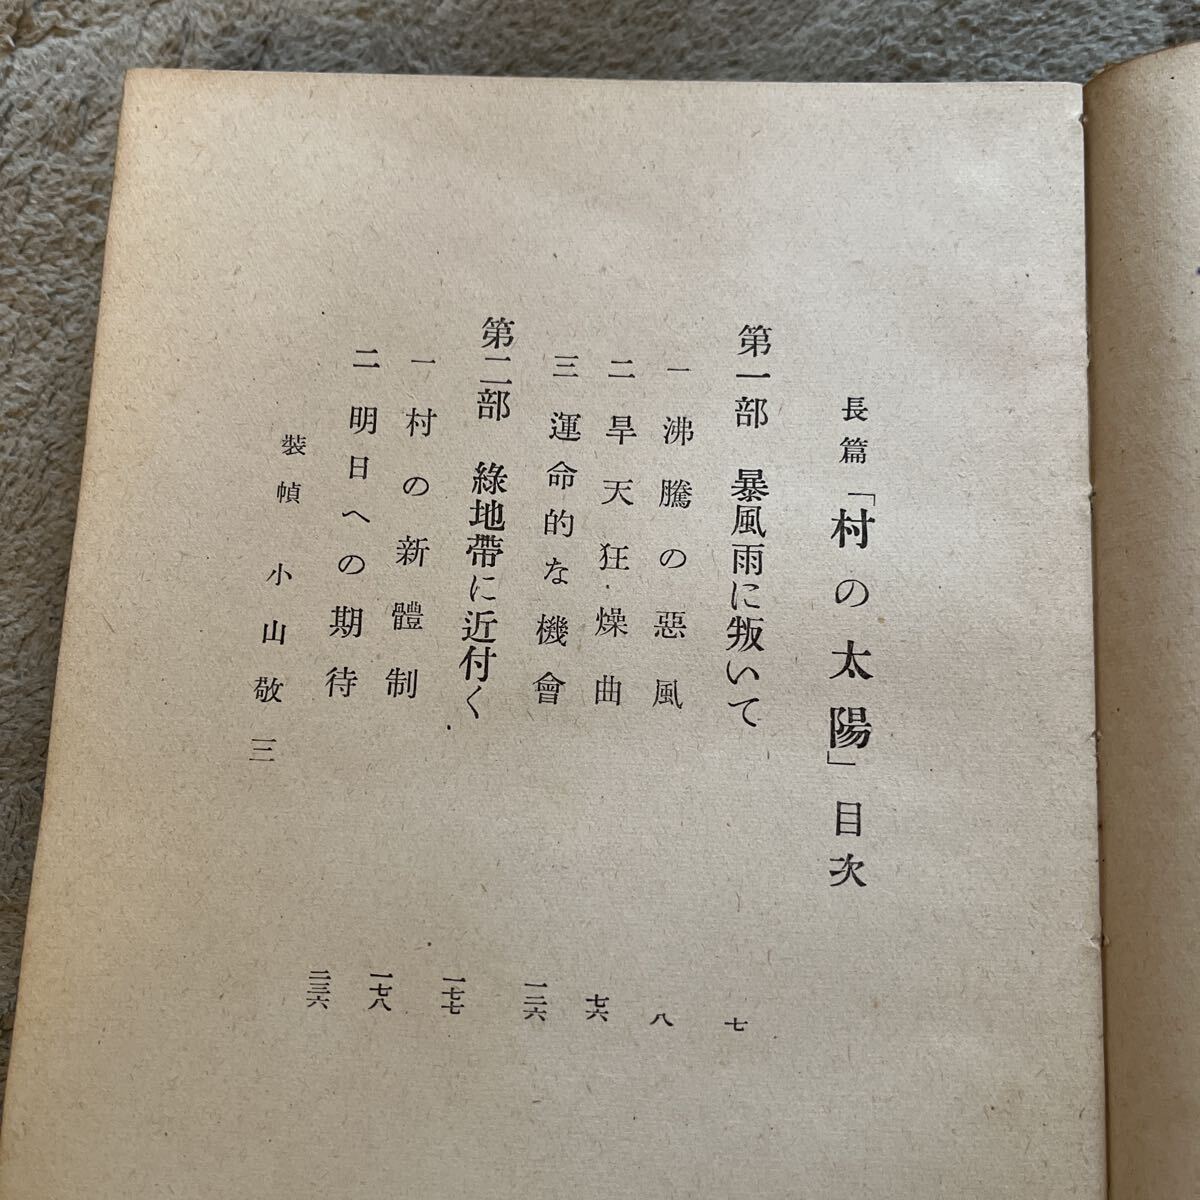 長篇「村の太陽」目次
第一部 暴風雨に叛いて 七
一 沸騰の惡風 八
二 旱天狂燥曲 七六
三 運命的な機會 一二六
第二部 綠地帶に近付く 一七七
一 村の新體制 一七八
二 明日への期待 二三六
裝幀 小山敬三